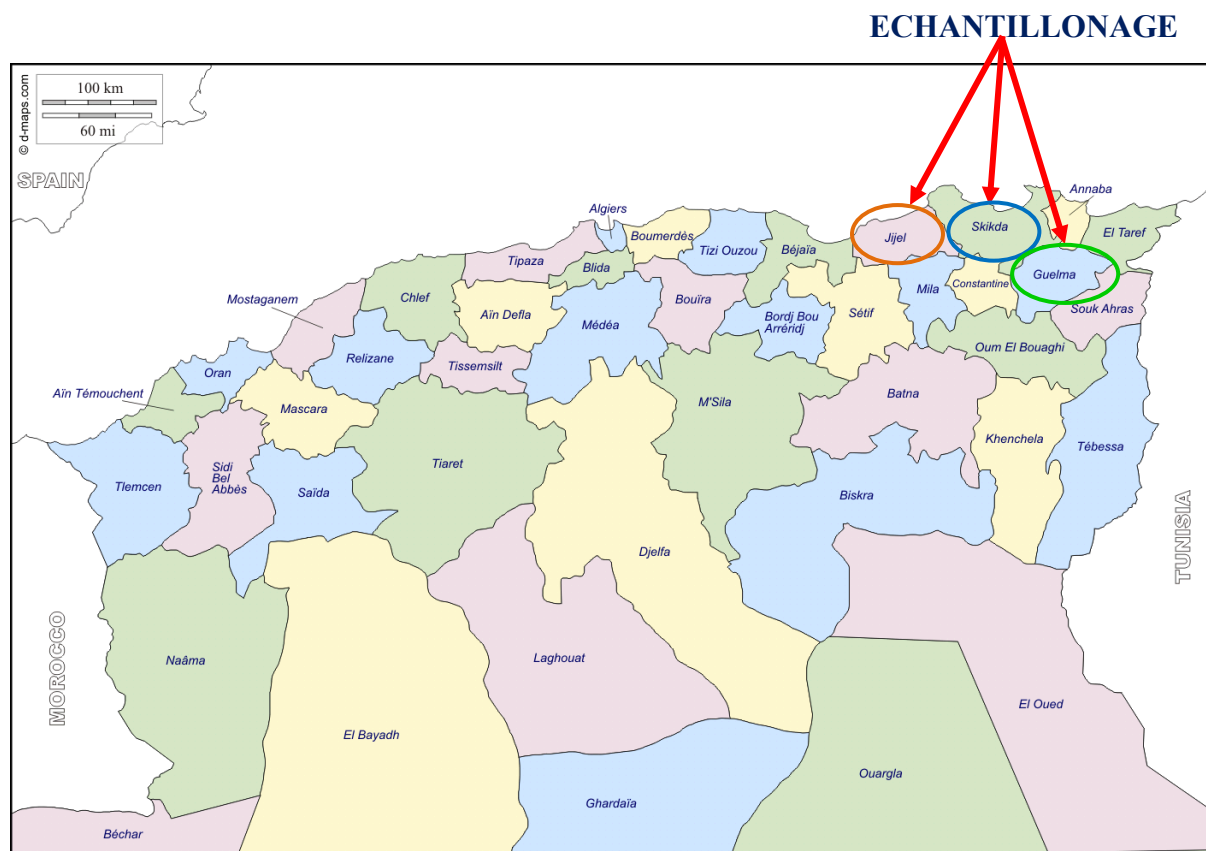 ECHANTILLONAGE
© d-maps.com
100 km
60 mi
SPAIN
Annaba
Algiers
Boumerdès
Tizi Ouzou
Béjaïa
Jijel
Skikda
El Taref
Tipaza
Blida
Guelma
Mostaganem
Chlef
Aïn Defla
Médéa
Bouïra
Bordj Bou
Arréridj
Sétif
Mila
Constantine
Souk Ahras
Oran
Relizane
Tissemsilt
Oum El Bouaghi
Aïn Témouchent
Mascara
M'Sila
Batna
Khenchela
Tébessa
Tlemcen
Sidi
Bel
Abbès
Saïda
Tiaret
Biskra
Djelfa
TUNISIA
MOROCCO
Naâma
Laghouat
El Oued
El Bayadh
Ouargla
Ghardaïa
Béchar